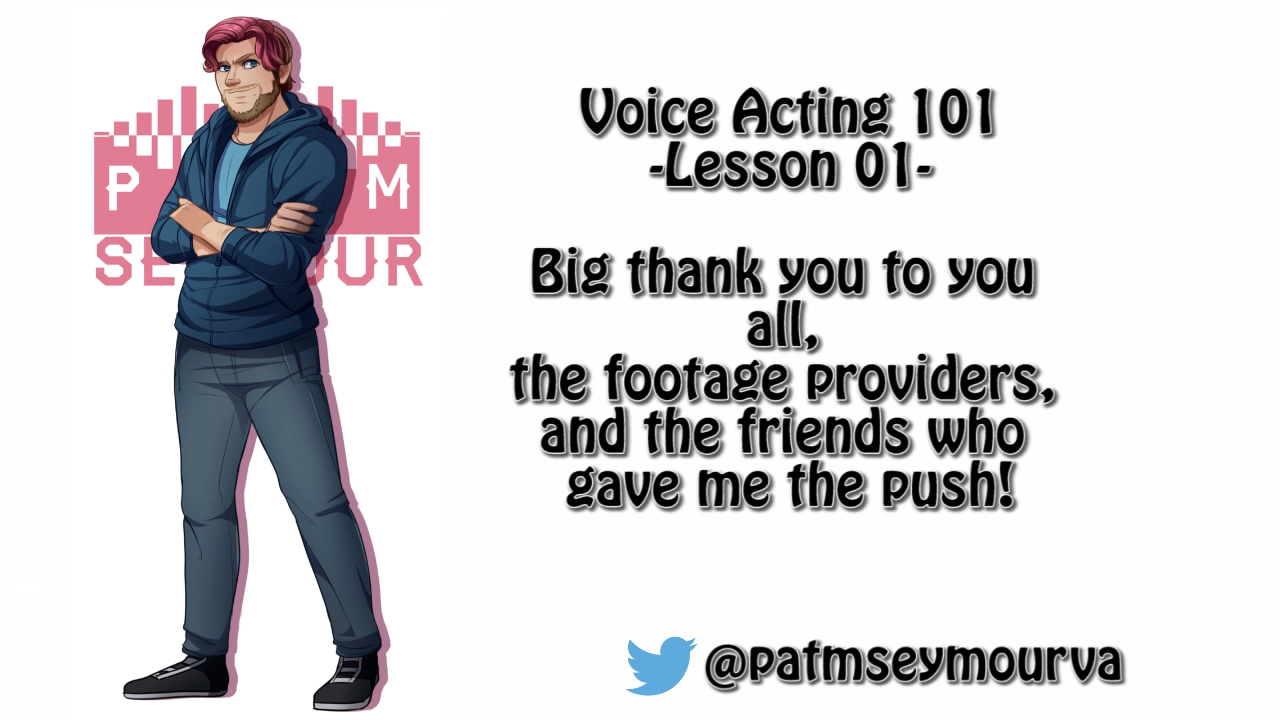 P M
SE OUR
Voice Acting 101
-Lesson 01-
Big thank you to you
all,
the footage providers,
and the friends who
gave me the push!
@patmseymourva